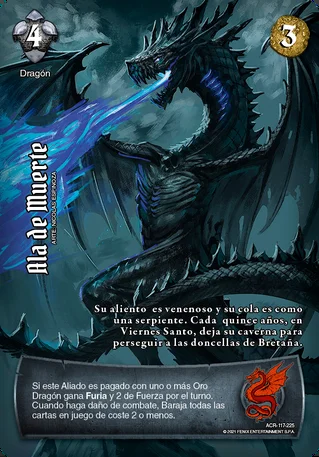 4
3
Dragón
Ala de Muerte
ARTE: NICOLÁS ESPINOZA
Su aliento es venenoso y su cola es como
una serpiente. Cada quince años, en
Viernes Santo, deja su caverna para
perseguir a las doncellas de Bretaña.
Si este Aliado es pagado con uno o más Oro
Dragón gana Furia y 2 de Fuerza por el turno.
Cuando haga daño de combate, Baraja todas las
cartas en juego de coste 2 o menos.
ACR-117-225
© 2021 FENIX ENTERTAINMENT S.P.A.